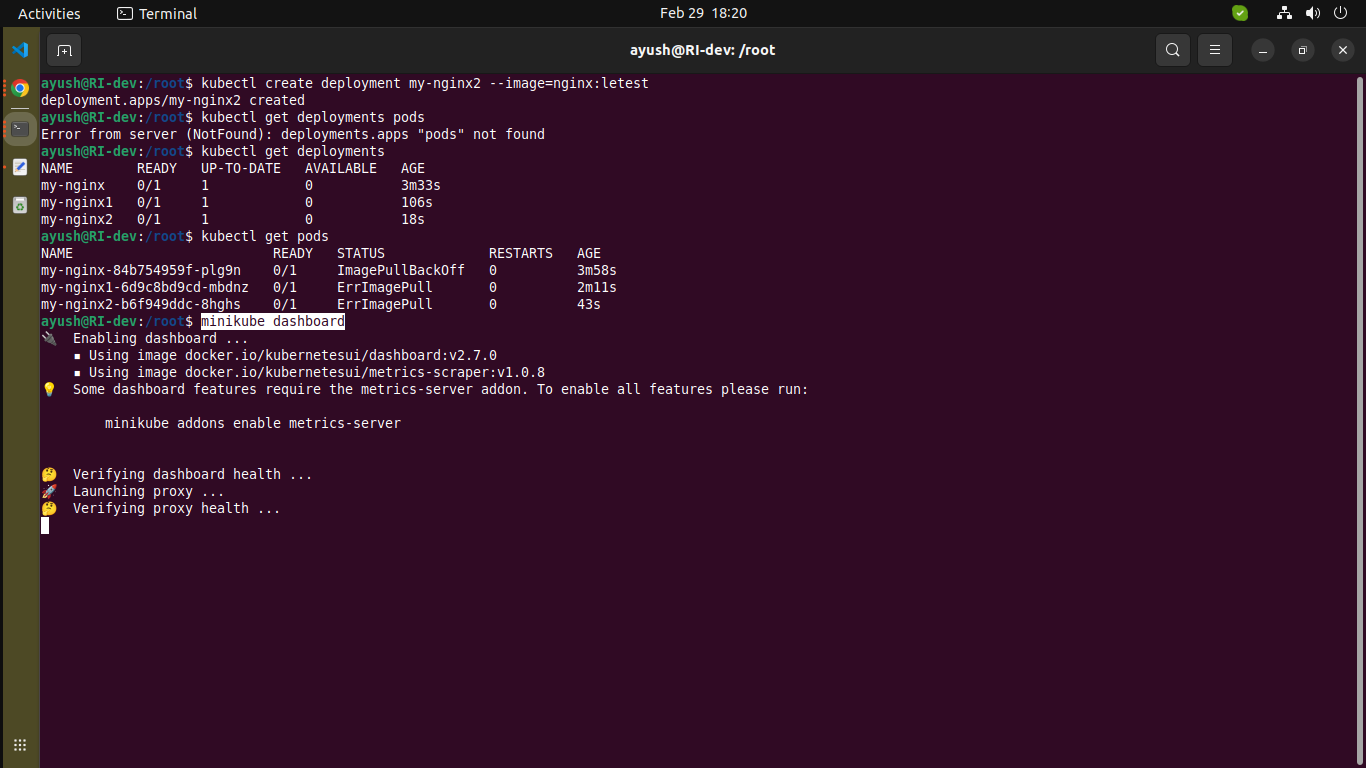 Activities
Terminal
Feb 29 18:20
ayush@RI-dev: /root
ayush@RI-dev:/root$ kubectl create deployment my-nginx2 --image=nginx:letest
deployment.apps/my-nginx2 created
ayush@RI-dev:/root$ kubectl get deployments pods
Error from server (NotFound): deployments.apps "pods" not found
ayush@RI-dev:/root$ kubectl get deployments
NAME        READY   UP-TO-DATE   AVAILABLE   AGE
my-nginx    0/1     1            0           3m33s
my-nginx1   0/1     1            0           106s
my-nginx2   0/1     1            0           18s
ayush@RI-dev:/root$ kubectl get pods
NAME                         READY   STATUS             RESTARTS   AGE
my-nginx-84b754959f-plg9n    0/1     ImagePullBackOff   0          3m58s
my-nginx1-6d9c8bd9cd-mbdnz   0/1     ErrImagePull       0          2m11s
my-nginx2-b6f949ddc-8hghs    0/1     ErrImagePull       0          43s
ayush@RI-dev:/root$ minikube dashboard
🔌  Enabling dashboard ...
    ▪ Using image docker.io/kubernetesui/dashboard:v2.7.0
    ▪ Using image docker.io/kubernetesui/metrics-scraper:v1.0.8
💡  Some dashboard features require the metrics-server addon. To enable all features please run:
        minikube addons enable metrics-server
🤔  Verifying dashboard health ...
🚀  Launching proxy ...
🤔  Verifying proxy health ...